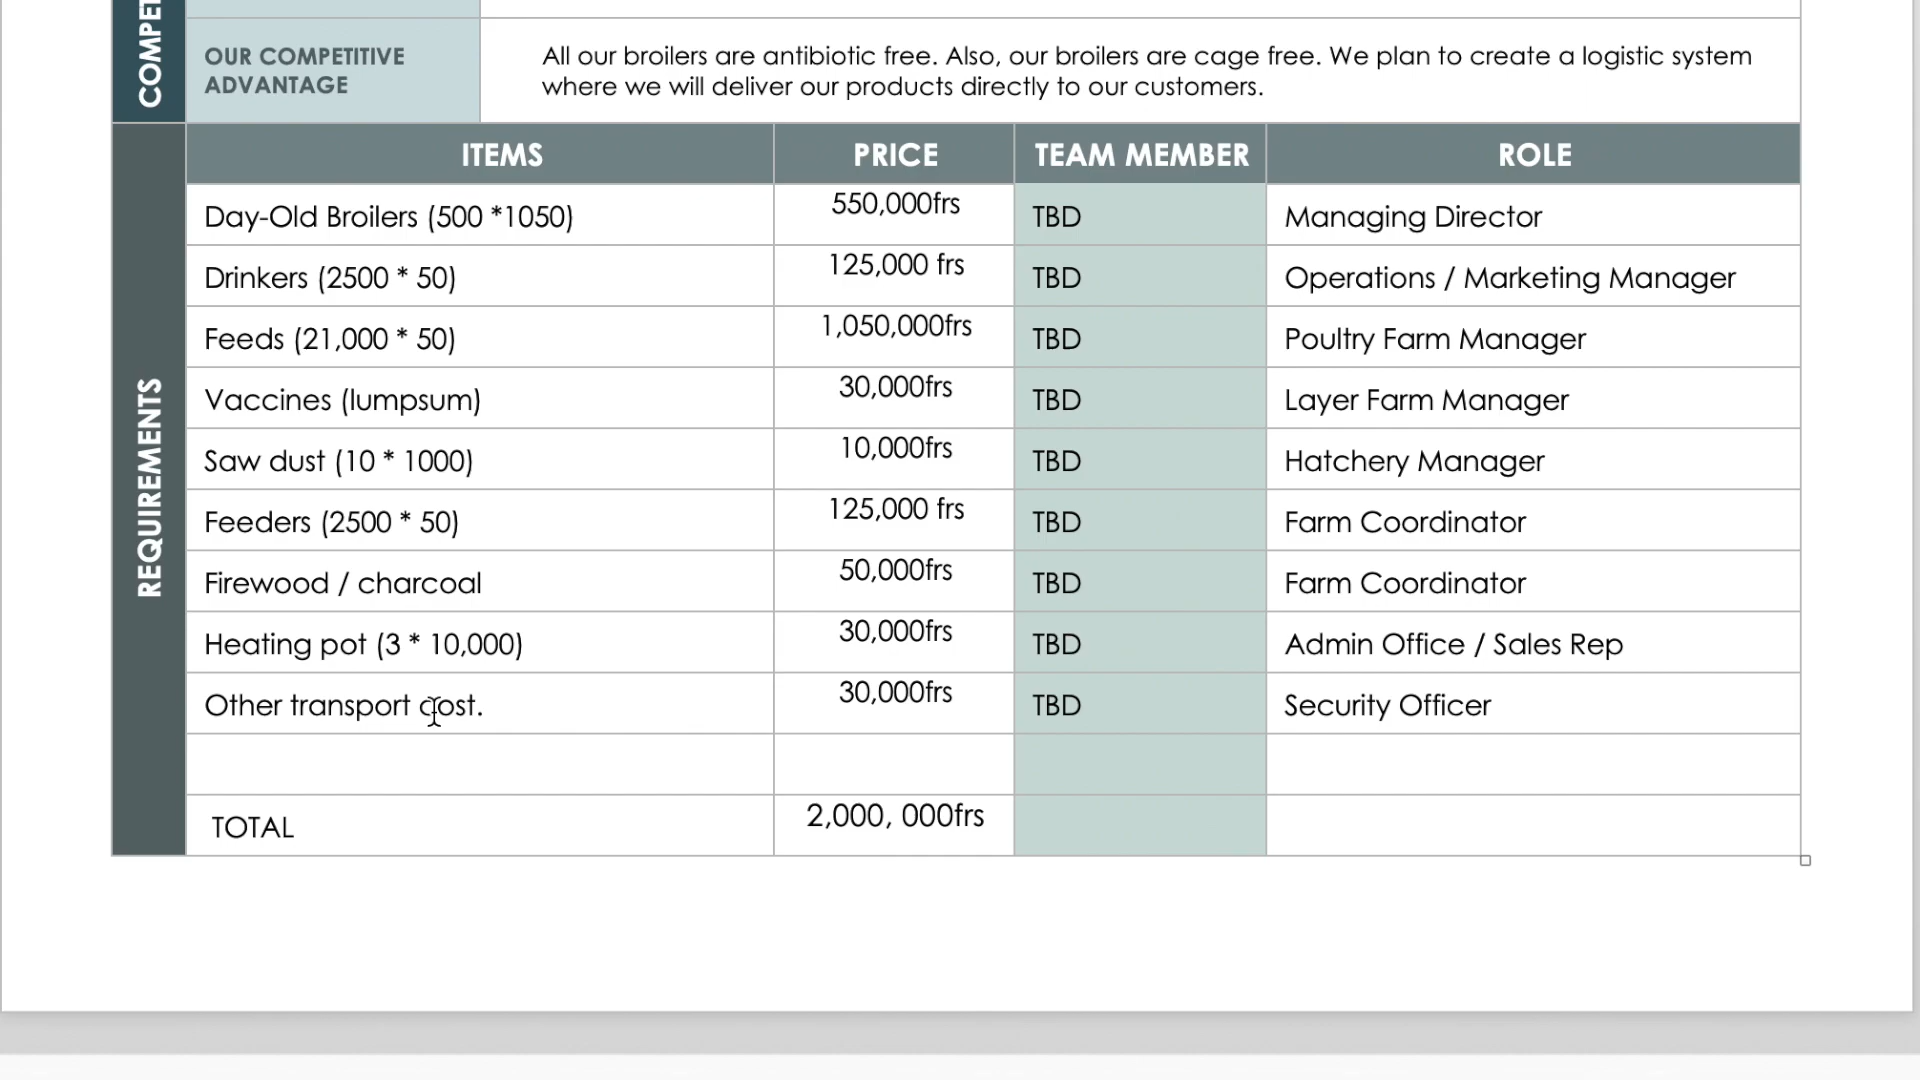 COMPET
OUR COMPETITIVE
ADVANTAGE
All our broilers are antibiotic free. Also, our broilers are cage free. We plan to create a logistic system
where we will deliver our products directly to our customers.
REQUIREMENTS
ITEMS PRICE TEAM MEMBER ROLE
Day-Old Broilers (500 *1050) 550,000frs TBD Managing Director
Drinkers (2500 * 50) 125,000 frs TBD Operations / Marketing Manager
Feeds (21,000 * 50) 1,050,000frs TBD Poultry Farm Manager
Vaccines (lumpsum) 30,000frs TBD Layer Farm Manager
Saw dust (10 * 1000) 10,000frs TBD Hatchery Manager
Feeders (2500 * 50) 125,000 frs TBD Farm Coordinator
Firewood / charcoal 50,000frs TBD Farm Coordinator
Heating pot (3 * 10,000) 30,000frs TBD Admin Office / Sales Rep
Other transport cost. 30,000frs TBD Security Officer
TOTAL 2,000, 000frs